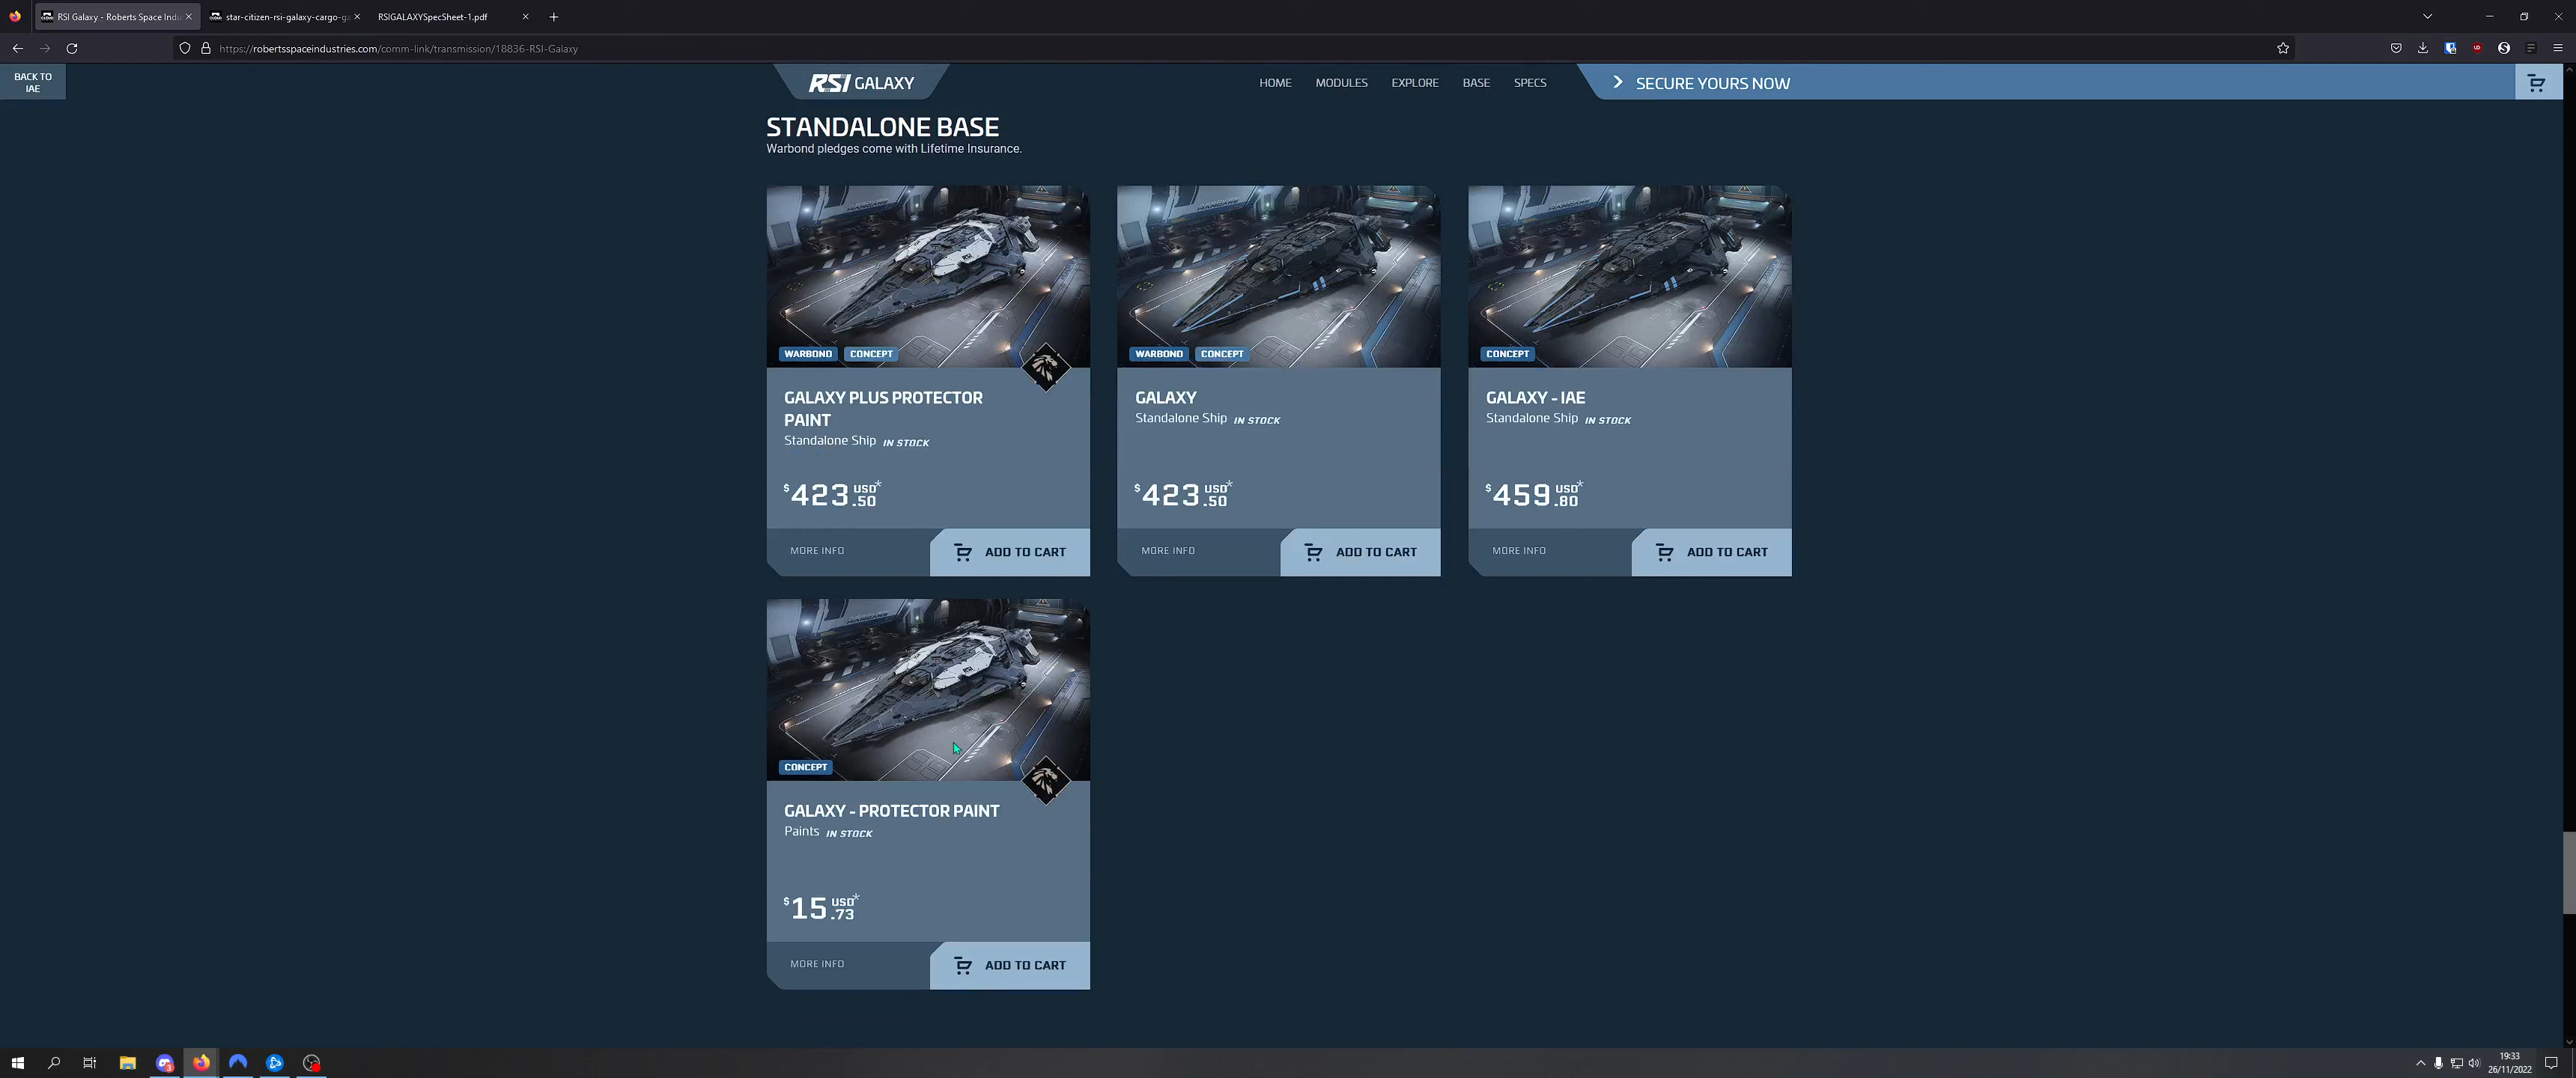 RSI Galaxy - Roberts Space Indu
star-citizen-rsi-galaxy-cargo-ga
RSIGALAXYSpecSheet-1.pdf
https://robertsspaceindustries.com/comm-link/transmission/18836-RSI-Galaxy
BACK TO
IAE
RSI GALAXY
HOME
MODULES
EXPLORE
BASE
SPECS
SECURE YOURS NOW
STANDALONE BASE
Warbond pledges come with Lifetime Insurance.
WARBOND
CONCEPT
GALAXY PLUS PROTECTOR
PAINT
Standalone Ship IN STOCK
$423.50 USD*
MORE INFO
ADD TO CART
WARBOND
CONCEPT
GALAXY
Standalone Ship IN STOCK
$423.50 USD*
MORE INFO
ADD TO CART
CONCEPT
GALAXY - IAE
Standalone Ship IN STOCK
$459.80 USD*
MORE INFO
ADD TO CART
CONCEPT
GALAXY - PROTECTOR PAINT
Paints IN STOCK
$15.73 USD*
MORE INFO
ADD TO CART
3
19:33
26/11/2022